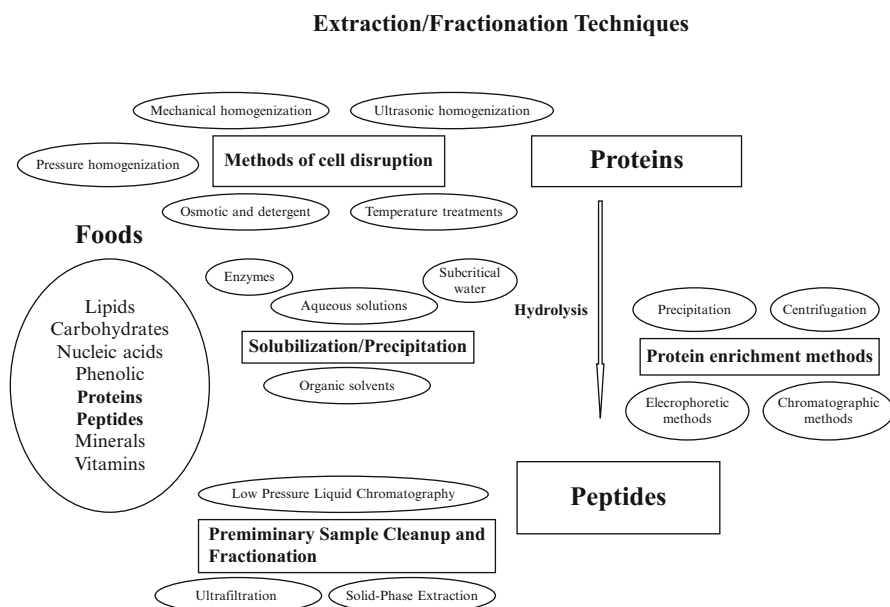 Extraction/Fractionation Techniques
Mechanical homogenization
Ultrasonic homogenization
Pressure homogenization
Methods of cell disruption
Proteins
Osmotic and detergent
Temperature treatments
Foods
Lipids
Carbohydrates
Nucleic acids
Phenolic
Proteins
Peptides
Minerals
Vitamins
Enzymes
Subcritical
water
Aqueous solutions
Solubilization/Precipitation
Organic solvents
Hydrolysis
Precipitation
Centrifugation
Protein enrichment methods
Elecrophoretic
methods
Chromatographic
methods
Peptides
Low Pressure Liquid Chromatography
Premiminary Sample Cleanup and
Fractionation
Ultrafiltration
Solid-Phase Extraction